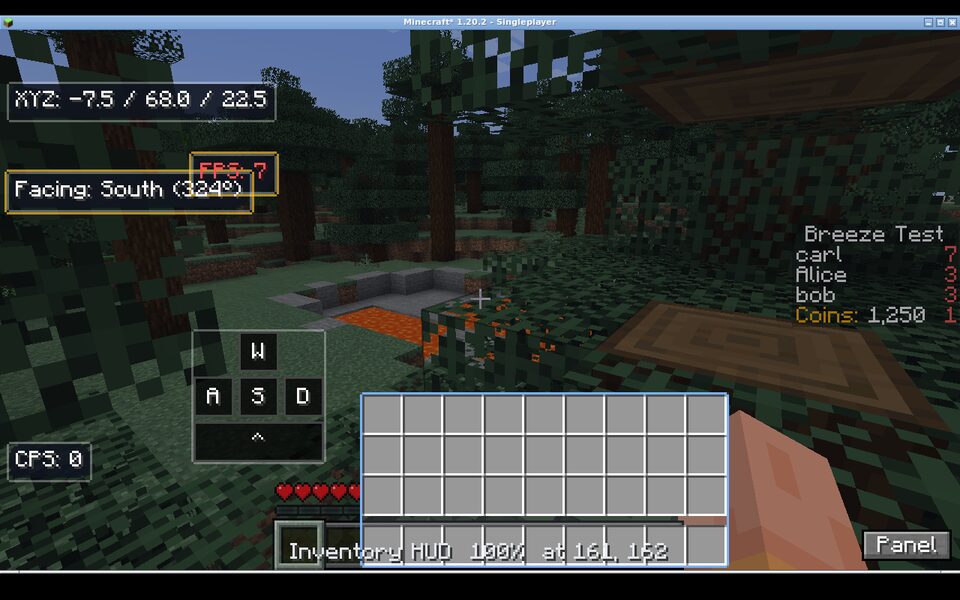 Minecraft* 1.20.2 - Singleplayer
XYZ: -7.5 / 68.0 / 22.5
FPS: 7
Facing: South (324°)
Breeze Test
carl 7
Alice 3
bob 3
Coins: 1,250 1
W
A S D
^
CPS: 0
Inventory HUD 100% at 161, 152
Panel